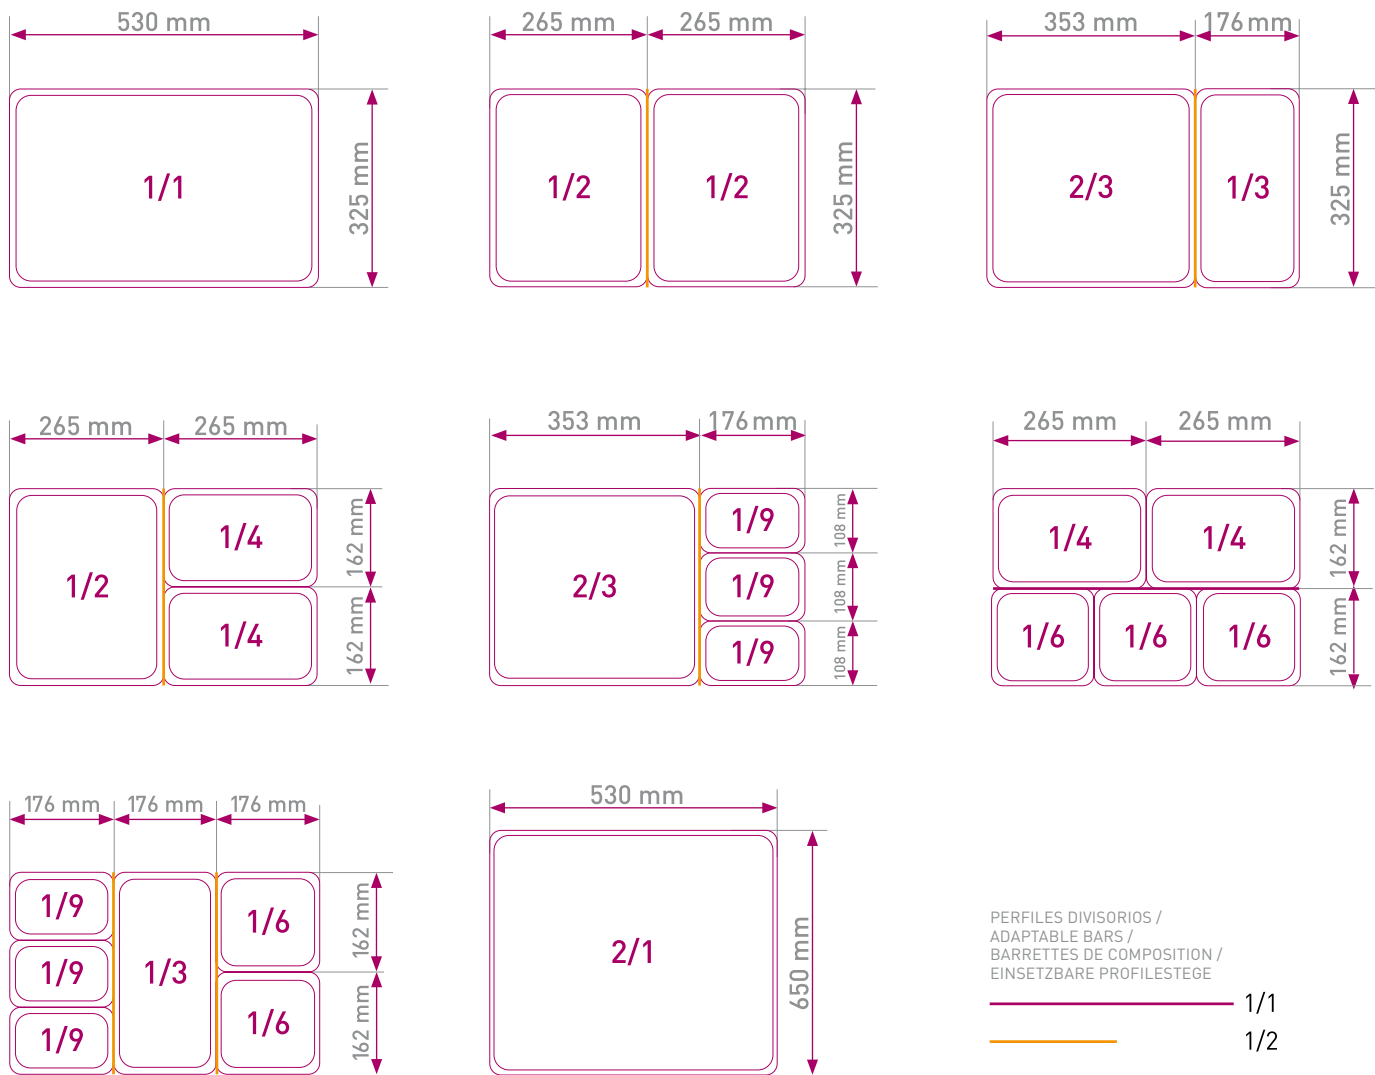 530 mm
265 mm 265 mm
353 mm 176 mm
1/1
325 mm
1/2 1/2
325 mm
2/3 1/3
325 mm
265 mm 265 mm
353 mm 176 mm
265 mm 265 mm
1/2
1/4
1/4
162 mm
162 mm
2/3
1/9
1/9
1/9
108 mm
108 mm
108 mm
1/4 1/4
1/6 1/6 1/6
162 mm
162 mm
176 mm 176 mm 176 mm
530 mm
1/9
1/9
1/9
1/3
1/6
1/6
162 mm
162 mm
2/1
650 mm
PERFILES DIVISORIOS /
ADAPTABLE BARS /
BARRETTES DE COMPOSITION /
EINSETZBARE PROFILESTEGE
1/1
1/2